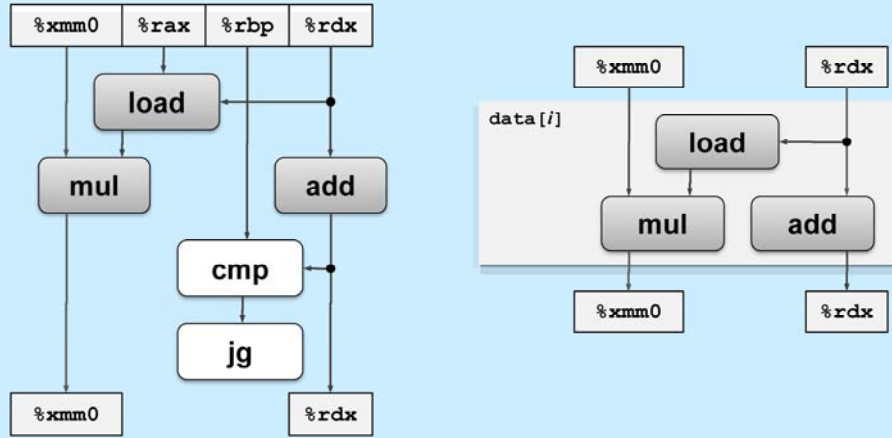 %xmm0 %rax %rbp %rdx
load
mul add
cmp
jg
%xmm0 %rdx
%xmm0 %rdx
data[i]
load
mul add
%xmm0 %rdx